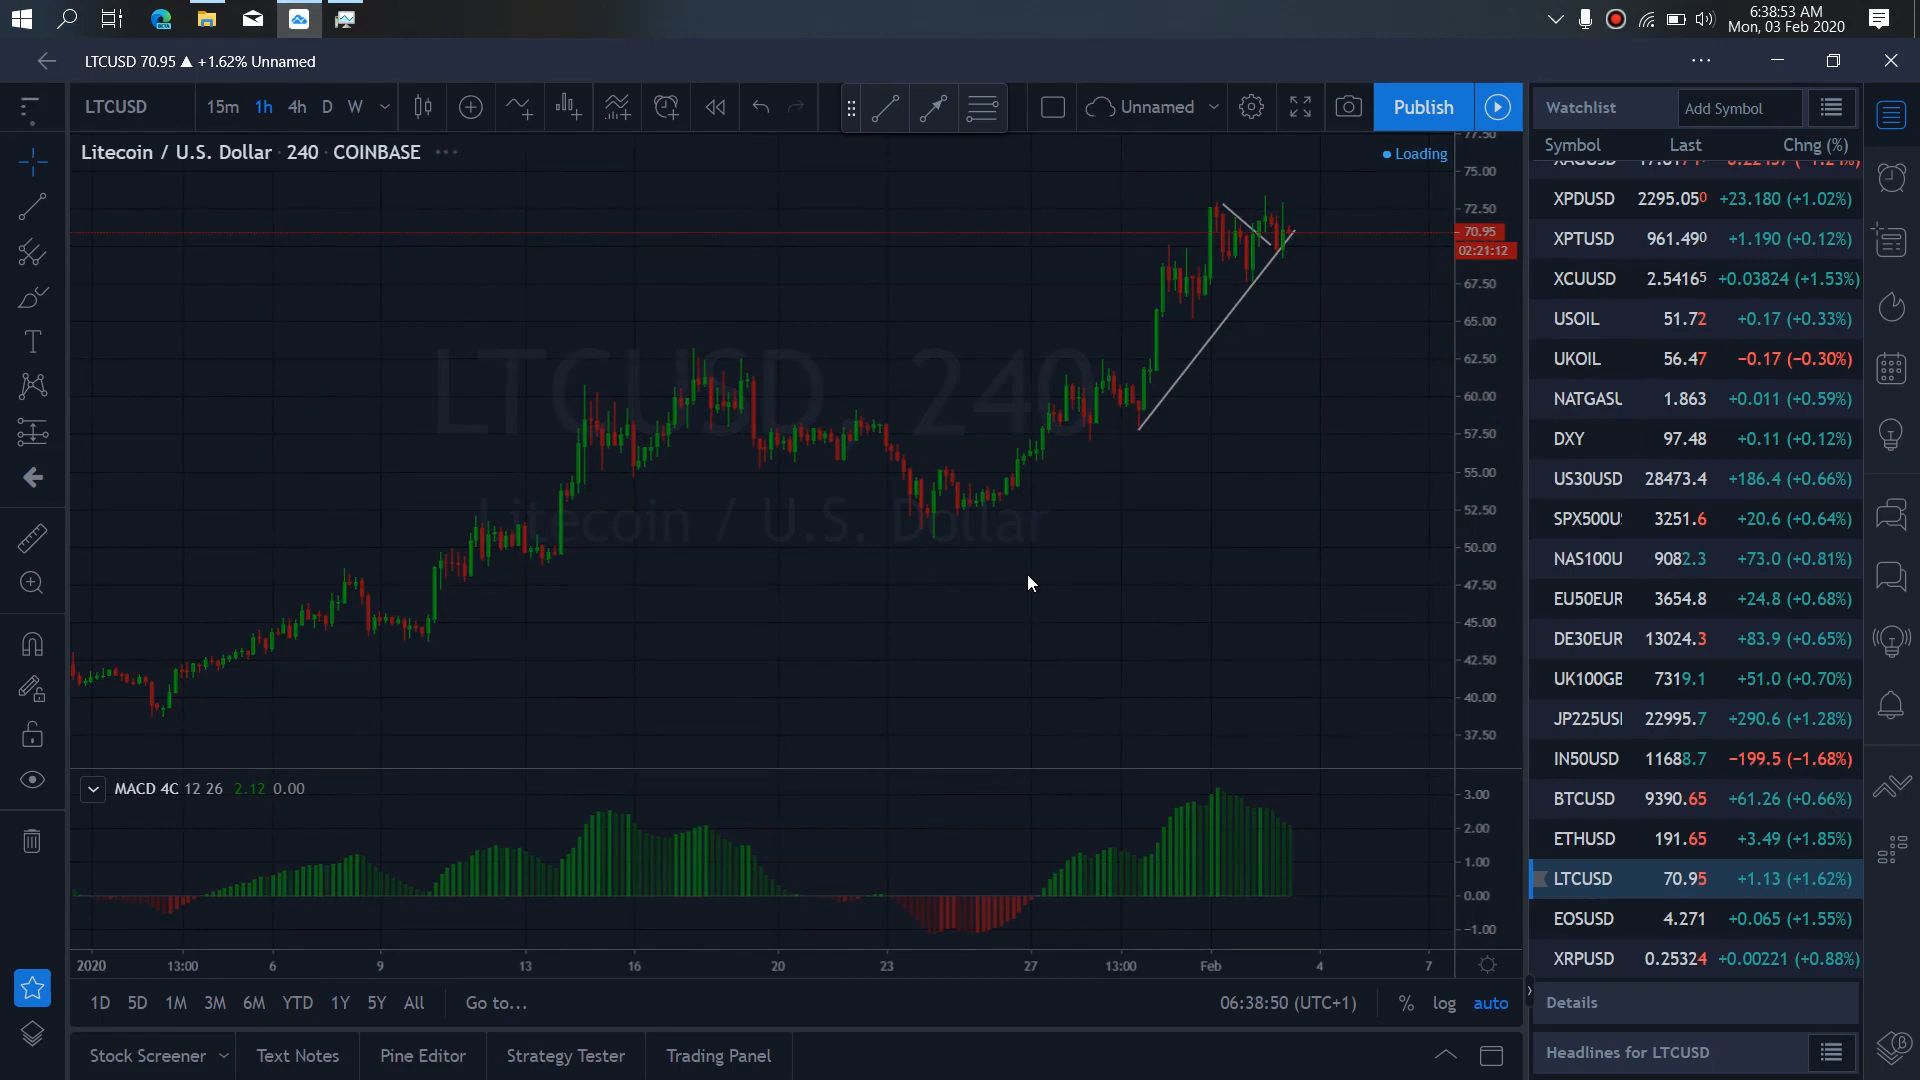 6:38:53 AM
Mon, 03 Feb 2020
LTCUSD 70.95 ▲ +1.62% Unnamed
LTCUSD 15m 1h 4h D W Unnamed Publish
Watchlist Add Symbol
Symbol Last Chng (%)
Litecoin / U.S. Dollar 240 COINBASE
Loading
LTCUSD, 240
Litecoin / U.S. Dollar
77.50
75.00
72.50
70.95
02:21:12
67.50
65.00
62.50
60.00
57.50
55.00
52.50
50.00
47.50
45.00
42.50
40.00
37.50
MACD 4C 12 26 2.12 0.00
3.00
2.00
1.00
0.00
-1.00
2020 13:00 6 9 13 16 20 23 27 13:00 Feb 4 7
1D 5D 1M 3M 6M YTD 1Y 5Y All Go to...
06:38:50 (UTC+1) % log auto
Stock Screener Text Notes Pine Editor Strategy Tester Trading Panel
XPDUSD 2295.050 +23.180 (+1.02%)
XPTUSD 961.490 +1.190 (+0.12%)
XCUUSD 2.54165 +0.03824 (+1.53%)
USOIL 51.72 +0.17 (+0.33%)
UKOIL 56.47 −0.17 (−0.30%)
NATGASU 1.863 +0.011 (+0.59%)
DXY 97.48 +0.11 (+0.12%)
US30USD 28473.4 +186.4 (+0.66%)
SPX500U 3251.6 +20.6 (+0.64%)
NAS100U 9082.3 +73.0 (+0.81%)
EU50EUR 3654.8 +24.8 (+0.68%)
DE30EUR 13024.3 +83.9 (+0.65%)
UK100GB 7319.1 +51.0 (+0.70%)
JP225USI 22995.7 +290.6 (+1.28%)
IN50USD 11688.7 −199.5 (−1.68%)
BTCUSD 9390.65 +61.26 (+0.66%)
ETHUSD 191.65 +3.49 (+1.85%)
LTCUSD 70.95 +1.13 (+1.62%)
EOSUSD 4.271 +0.065 (+1.55%)
XRPUSD 0.25324 +0.00221 (+0.88%)
Details
Headlines for LTCUSD